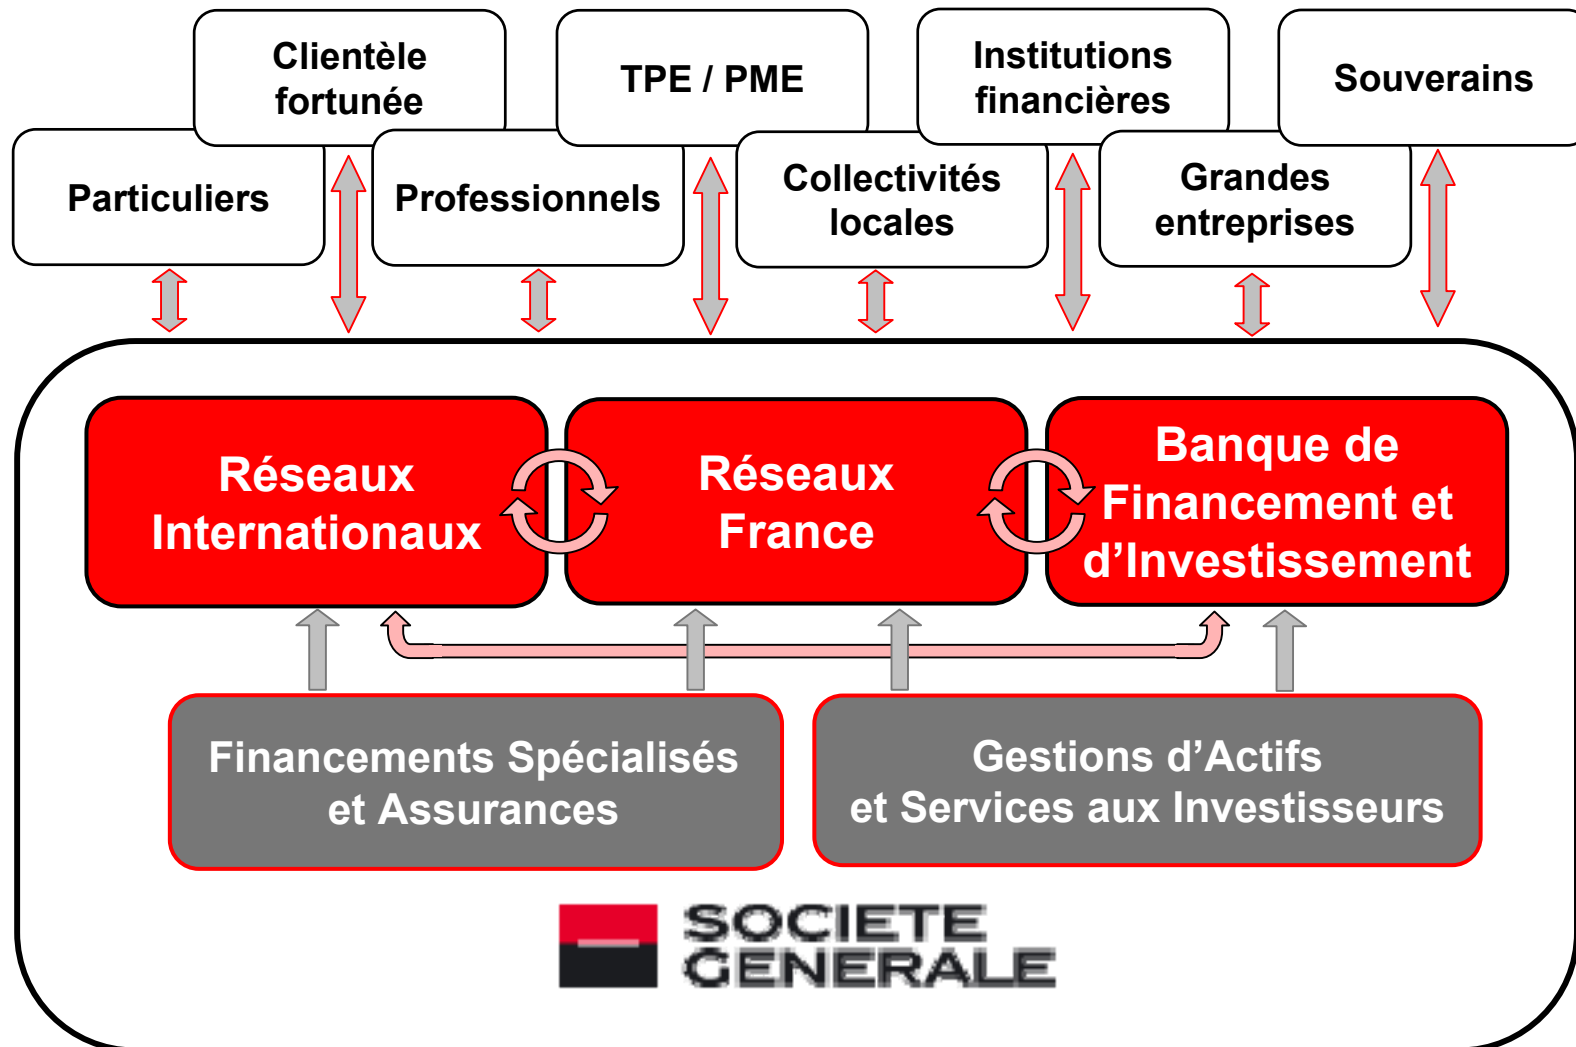 Clientèle
fortunée
TPE / PME
Institutions
financières
Souverains
Particuliers
Professionnels
Collectivités
locales
Grandes
entreprises
Réseaux
Internationaux
Réseaux
France
Banque de
Financement et
d’Investissement
Financements Spécialisés
et Assurances
Gestions d’Actifs
et Services aux Investisseurs
SOCIETE
GENERALE